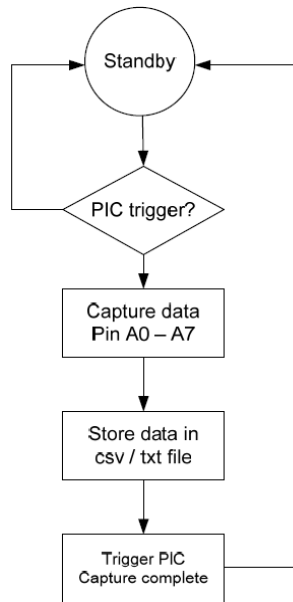 Standby
PIC trigger?
Capture data
Pin A0 – A7
Store data in
csv / txt file
Trigger PIC
Capture complete